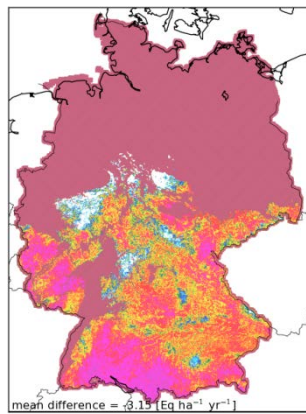 mean difference = -3.15 [Eq ha⁻¹ yr⁻¹]